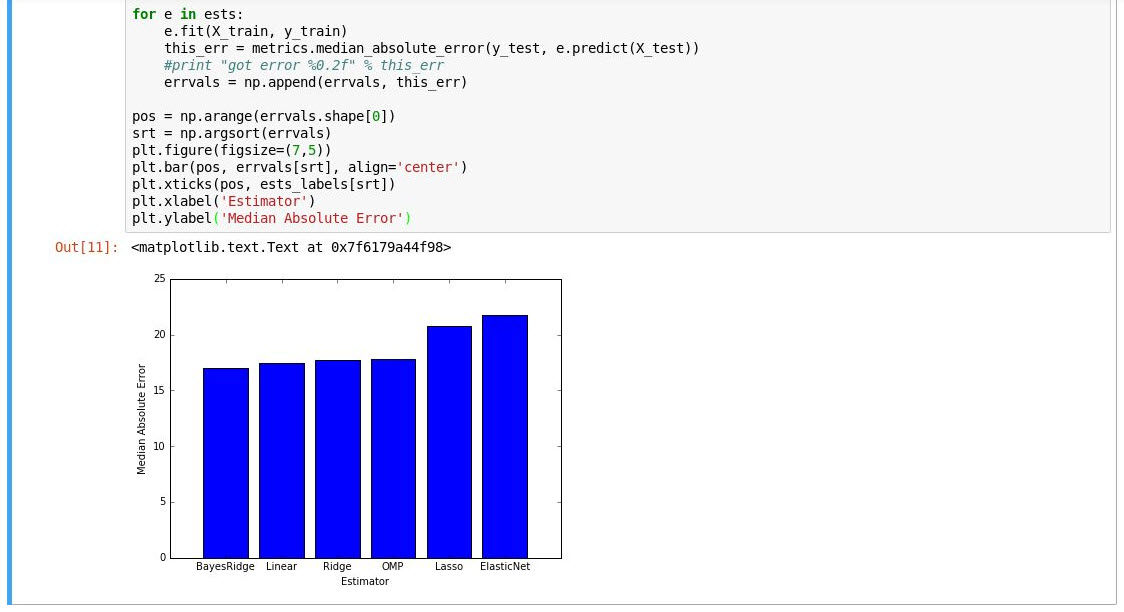 for e in ests:
    e.fit(X_train, y_train)
    this_err = metrics.median_absolute_error(y_test, e.predict(X_test))
    #print "got error %0.2f" % this_err
    errvals = np.append(errvals, this_err)
pos = np.arange(errvals.shape[0])
srt = np.argsort(errvals)
plt.figure(figsize=(7,5))
plt.bar(pos, errvals[srt], align='center')
plt.xticks(pos, ests_labels[srt])
plt.xlabel('Estimator')
plt.ylabel('Median Absolute Error')
Out[11]: <matplotlib.text.Text at 0x7f6179a44f98>
25
20
15
10
5
0
Median Absolute Error
BayesRidge Linear Ridge OMP Lasso ElasticNet
Estimator